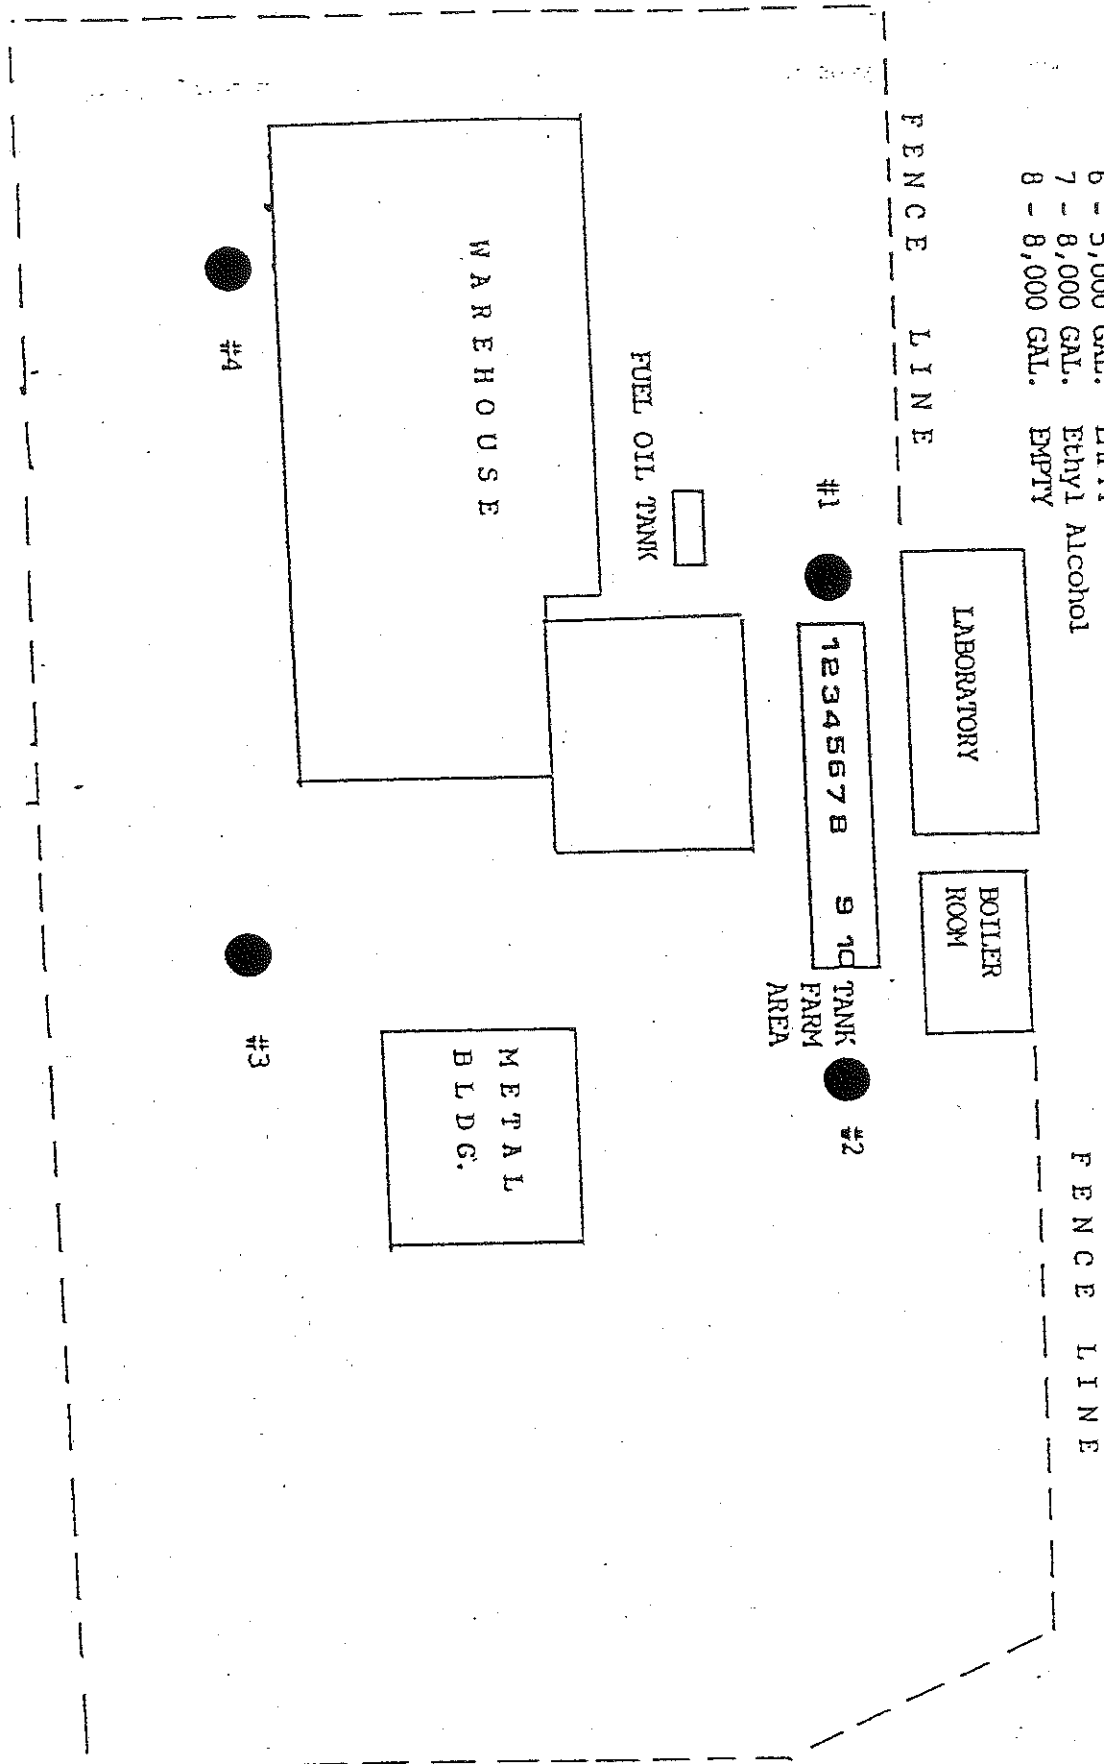 7 - 8,000 GAL. Ethyl Alcohol
8 - 8,000 GAL. EMPTY
FENCE LINE
FENCE LINE
LABORATORY
BOILER
ROOM
#1
12345678 9 10
TANK
FARM
AREA
#2
FUEL OIL TANK
WAREHOUSE
METAL
BLDG.
#4
#3